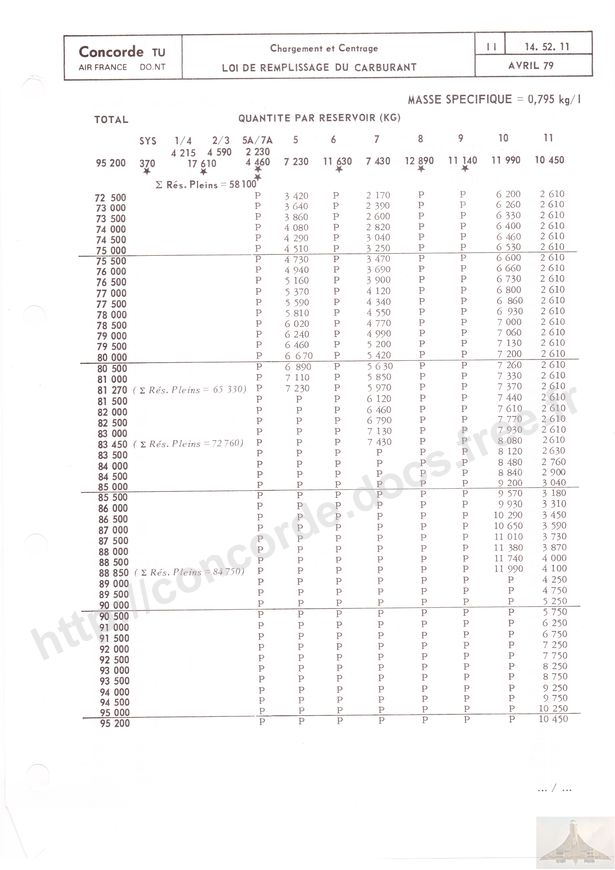 Concorde TU
AIR FRANCE DO.NT
Chargement et Centrage
LOI DE REMPLISSAGE DU CARBURANT
11 14. 52. 11
AVRIL 79
MASSE SPECIFIQUE = 0,795 kg/l
TOTAL QUANTITE PAR RESERVOIR (KG)
SYS 1/4 2/3 5A/7A 5 6 7 8 9 10 11
4 215 4 590 2 230
95 200 370 17 610 4 460 7 230 11 630 7 430 12 890 11 140 11 990 10 450
★ ★ ★ ★ ★ ★
Σ Rés. Pleins = 58 100
72 500 P 3 420 P 2 170 P P 6 200 2 610
73 000 P 3 640 P 2 390 P P 6 260 2 610
73 500 P 3 860 P 2 600 P P 6 330 2 610
74 000 P 4 080 P 2 820 P P 6 400 2 610
74 500 P 4 290 P 3 040 P P 6 460 2 610
75 000 P 4 510 P 3 250 P P 6 530 2 610
75 500 P 4 730 P 3 470 P P 6 600 2 610
76 000 P 4 940 P 3 690 P P 6 660 2 610
76 500 P 5 160 P 3 900 P P 6 730 2 610
77 000 P 5 370 P 4 120 P P 6 800 2 610
77 500 P 5 590 P 4 340 P P 6 860 2 610
78 000 P 5 810 P 4 550 P P 6 930 2 610
78 500 P 6 020 P 4 770 P P 7 000 2 610
79 000 P 6 240 P 4 990 P P 7 060 2 610
79 500 P 6 460 P 5 200 P P 7 130 2 610
80 000 P 6 670 P 5 420 P P 7 200 2 610
80 500 P 6 890 P 5 630 P P 7 260 2 610
81 000 P 7 110 P 5 850 P P 7 330 2 610
81 270 ( Σ Rés. Pleins = 65 330) P 7 230 P 5 970 P P 7 370 2 610
81 500 P P P 6 120 P P 7 440 2 610
82 000 P P P 6 460 P P 7 610 2 610
82 500 P P P 6 790 P P 7 770 2 610
83 000 P P P 7 130 P P 7 930 2 610
83 450 ( Σ Rés. Pleins = 72 760) P P P 7 430 P P 8 080 2 610
83 500 P P P P P P 8 120 2 630
84 000 P P P P P P 8 480 2 760
84 500 P P P P P P 8 840 2 900
85 000 P P P P P P 9 200 3 040
85 500 P P P P P P 9 570 3 180
86 000 P P P P P P 9 930 3 310
86 500 P P P P P P 10 290 3 450
87 000 P P P P P P 10 650 3 590
87 500 P P P P P P 11 010 3 730
88 000 P P P P P P 11 380 3 870
88 500 P P P P P P 11 740 4 000
88 850 ( Σ Rés. Pleins = 84 750) P P P P P P 11 990 4 100
89 000 P P P P P P P 4 250
89 500 P P P P P P P 4 750
90 000 P P P P P P P 5 250
90 500 P P P P P P P 5 750
91 000 P P P P P P P 6 250
91 500 P P P P P P P 6 750
92 000 P P P P P P P 7 250
92 500 P P P P P P P 7 750
93 000 P P P P P P P 8 250
93 500 P P P P P P P 8 750
94 000 P P P P P P P 9 250
94 500 P P P P P P P 9 750
95 000 P P P P P P P 10 250
95 200 P P P P P P P 10 450
... / ...
http://concorde.docs.free.fr